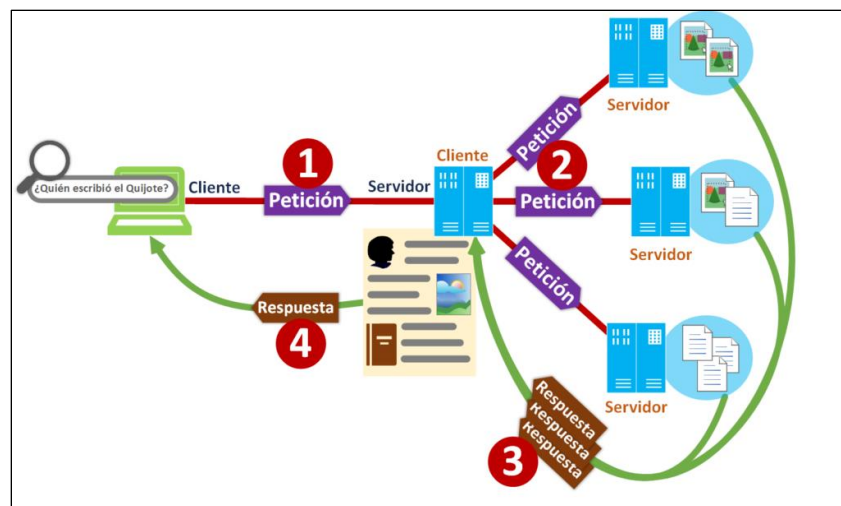 Servidor
Petición
Cliente
1
2
¿Quién escribió el Quijote?
Cliente
Petición
Servidor
Petición
Servidor
Petición
Respuesta
4
Servidor
Respuesta
Respuesta
Respuesta
3